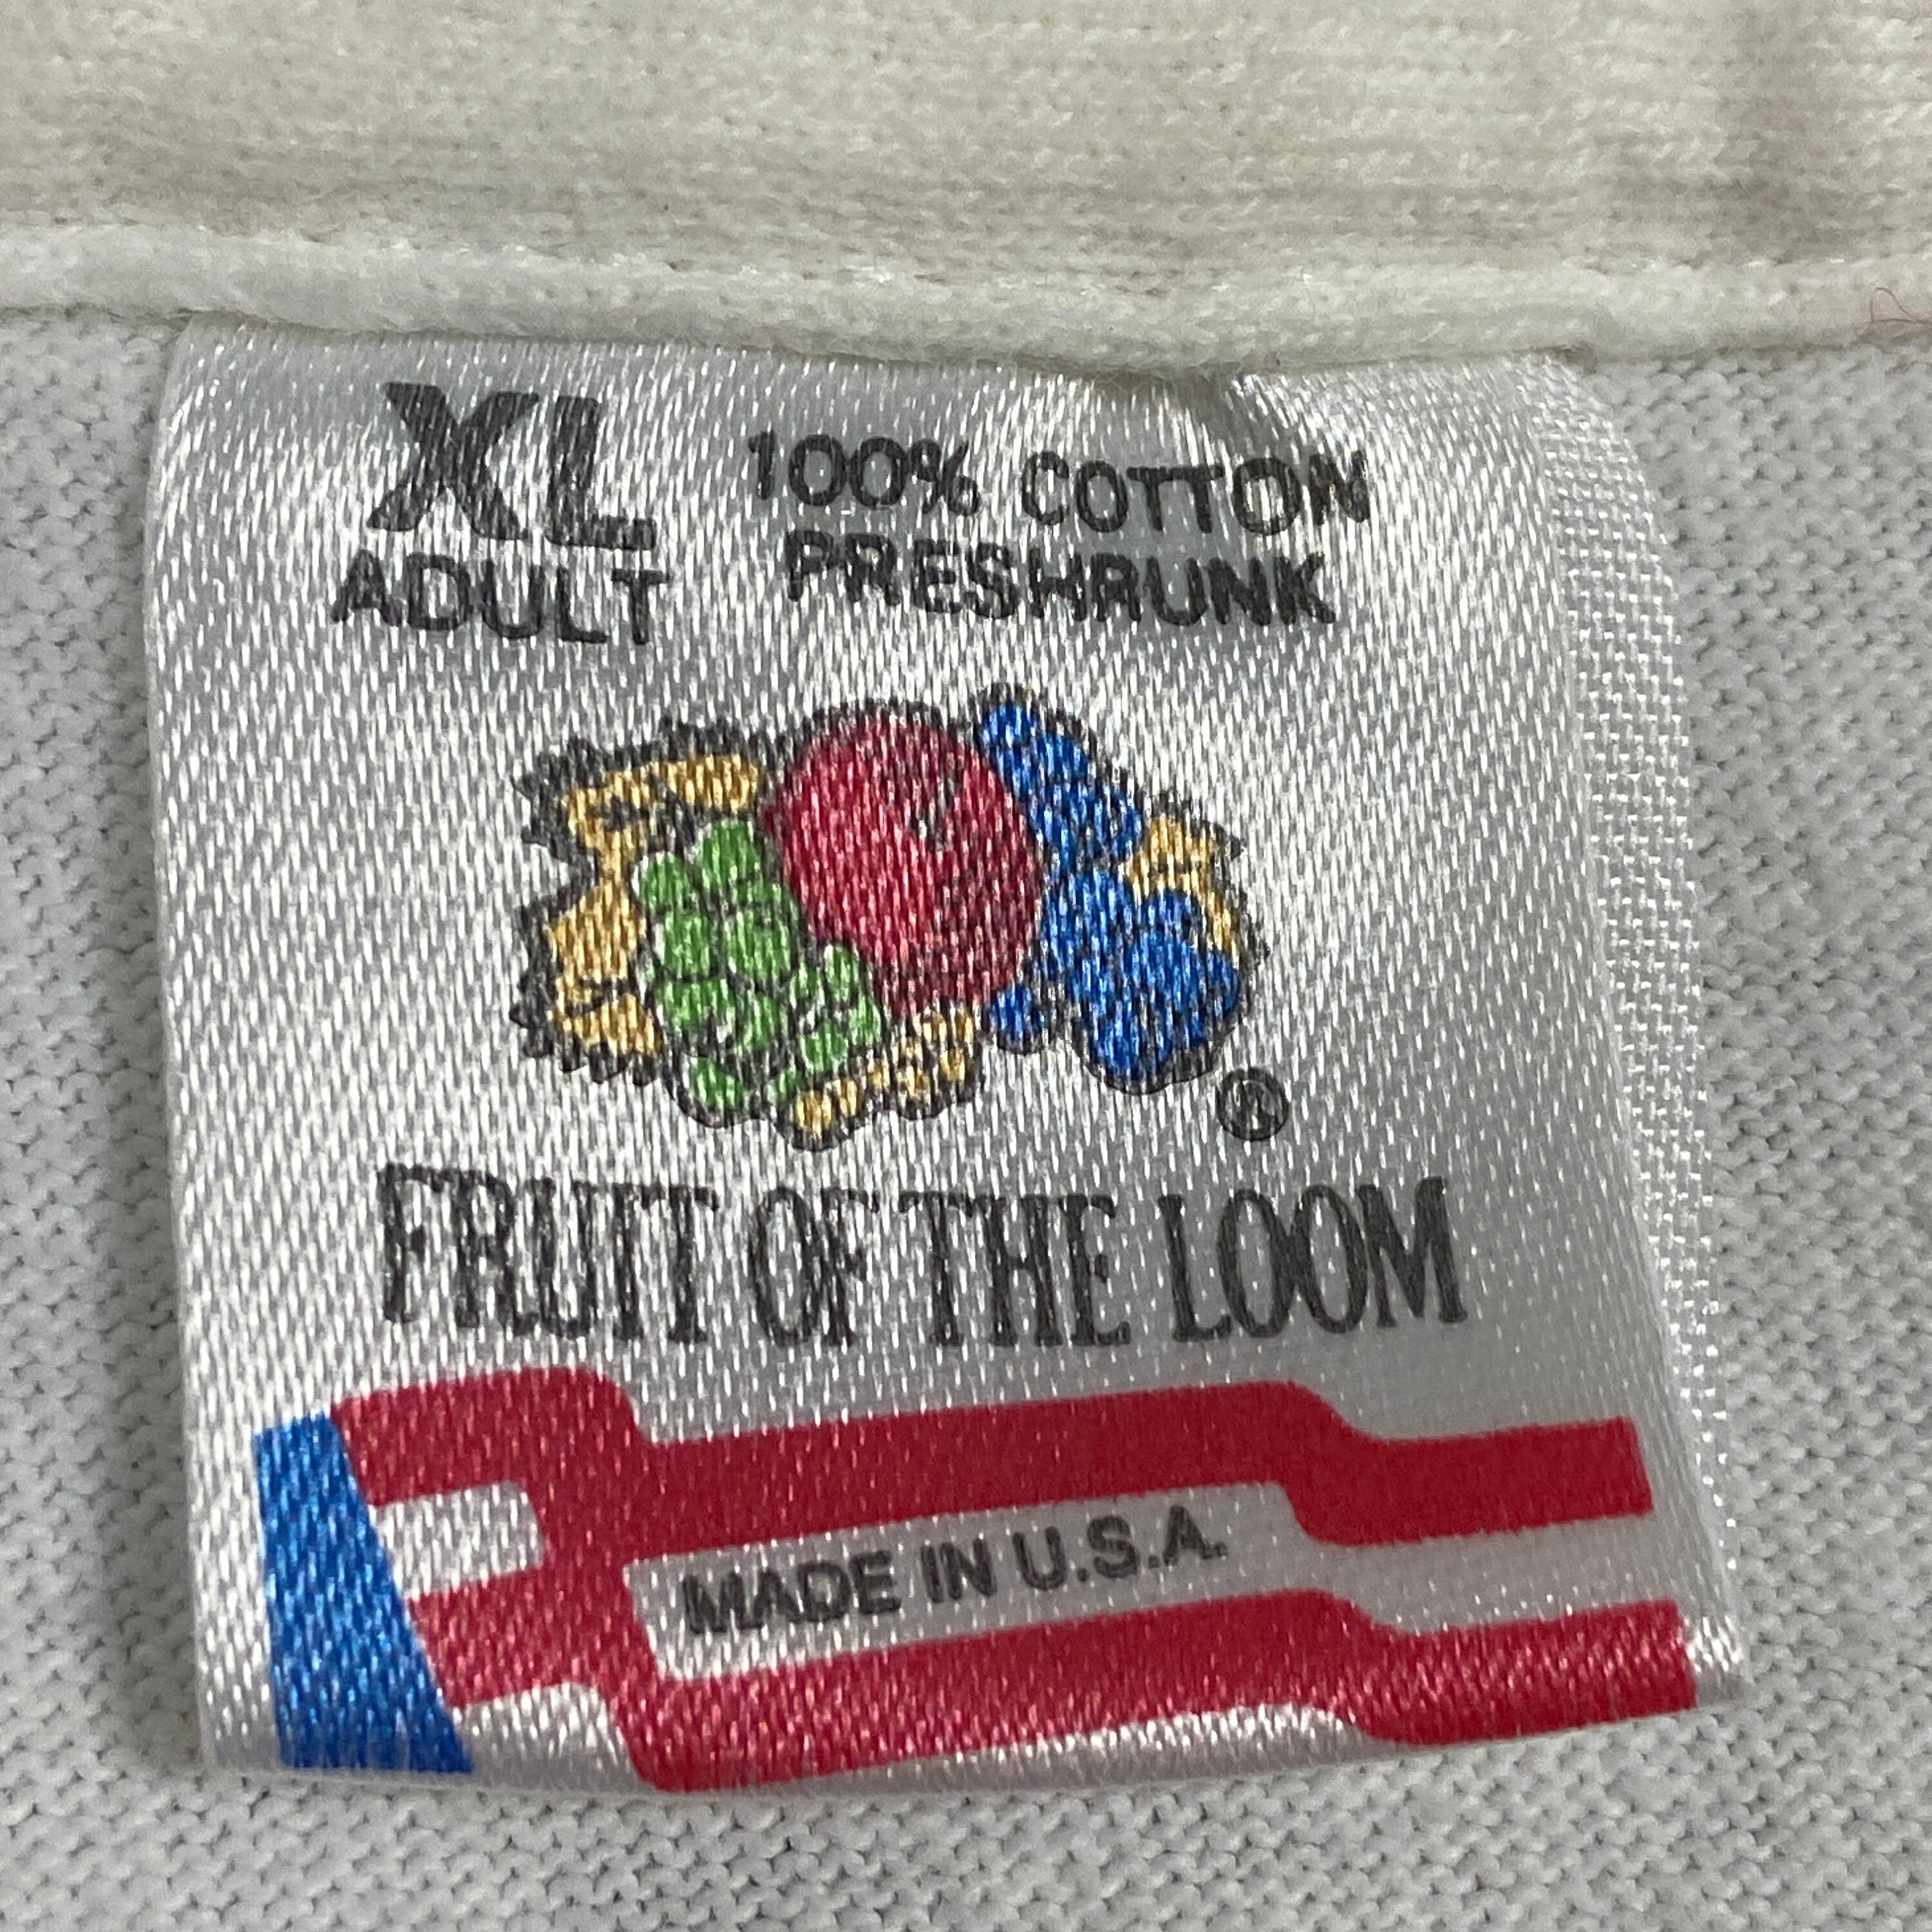 XL
ADULT
100% COTTON
PRESHRUNK
®
FRUIT OF THE LOOM
MADE IN U.S.A.